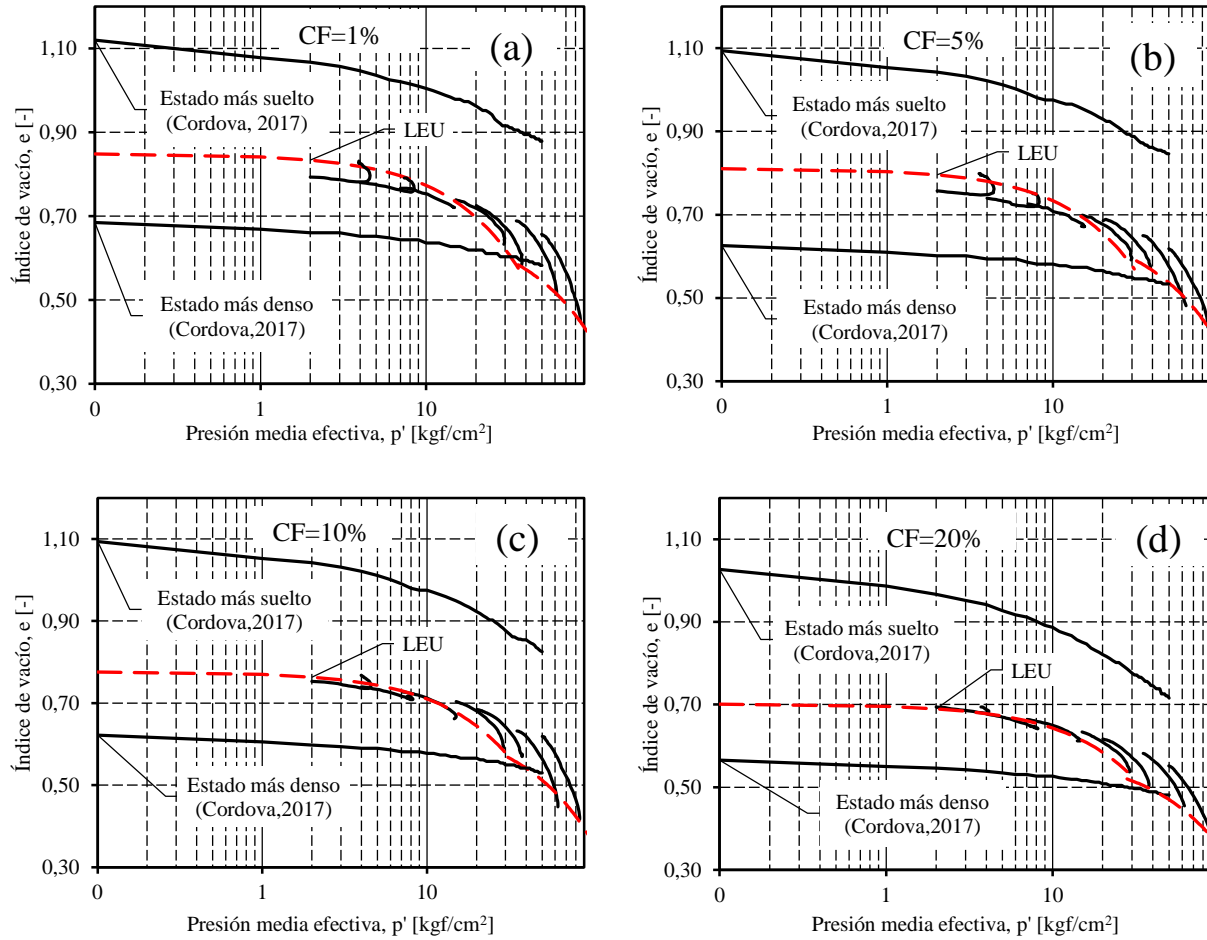 (a)
CF=1%
1,10
0,90
0,70
0,50
0,30
Índice de vacío, e [-]
Estado más suelto
(Cordova, 2017)
LEU
Estado más denso
(Cordova,2017)
0
1
10
Presión media efectiva, p' [kgf/cm²]
(b)
CF=5%
1,10
0,90
0,70
0,50
0,30
Índice de vacío, e [-]
Estado más suelto
(Cordova, 2017)
LEU
Estado más denso
(Cordova,2017)
0
1
10
Presión media efectiva, p' [kgf/cm²]
(c)
CF=10%
1,10
0,90
0,70
0,50
0,30
Índice de vacío, e [-]
Estado más suelto
(Cordova,2017)
LEU
Estado más denso
(Cordova,2017)
0
1
10
Presión media efectiva, p' [kgf/cm²]
(d)
CF=20%
1,10
0,90
0,70
0,50
0,30
Índice de vacío, e [-]
Estado más suelto
(Cordova,2017)
LEU
Estado más denso
(Cordova,2017)
0
1
10
Presión media efectiva, p' [kgf/cm²]